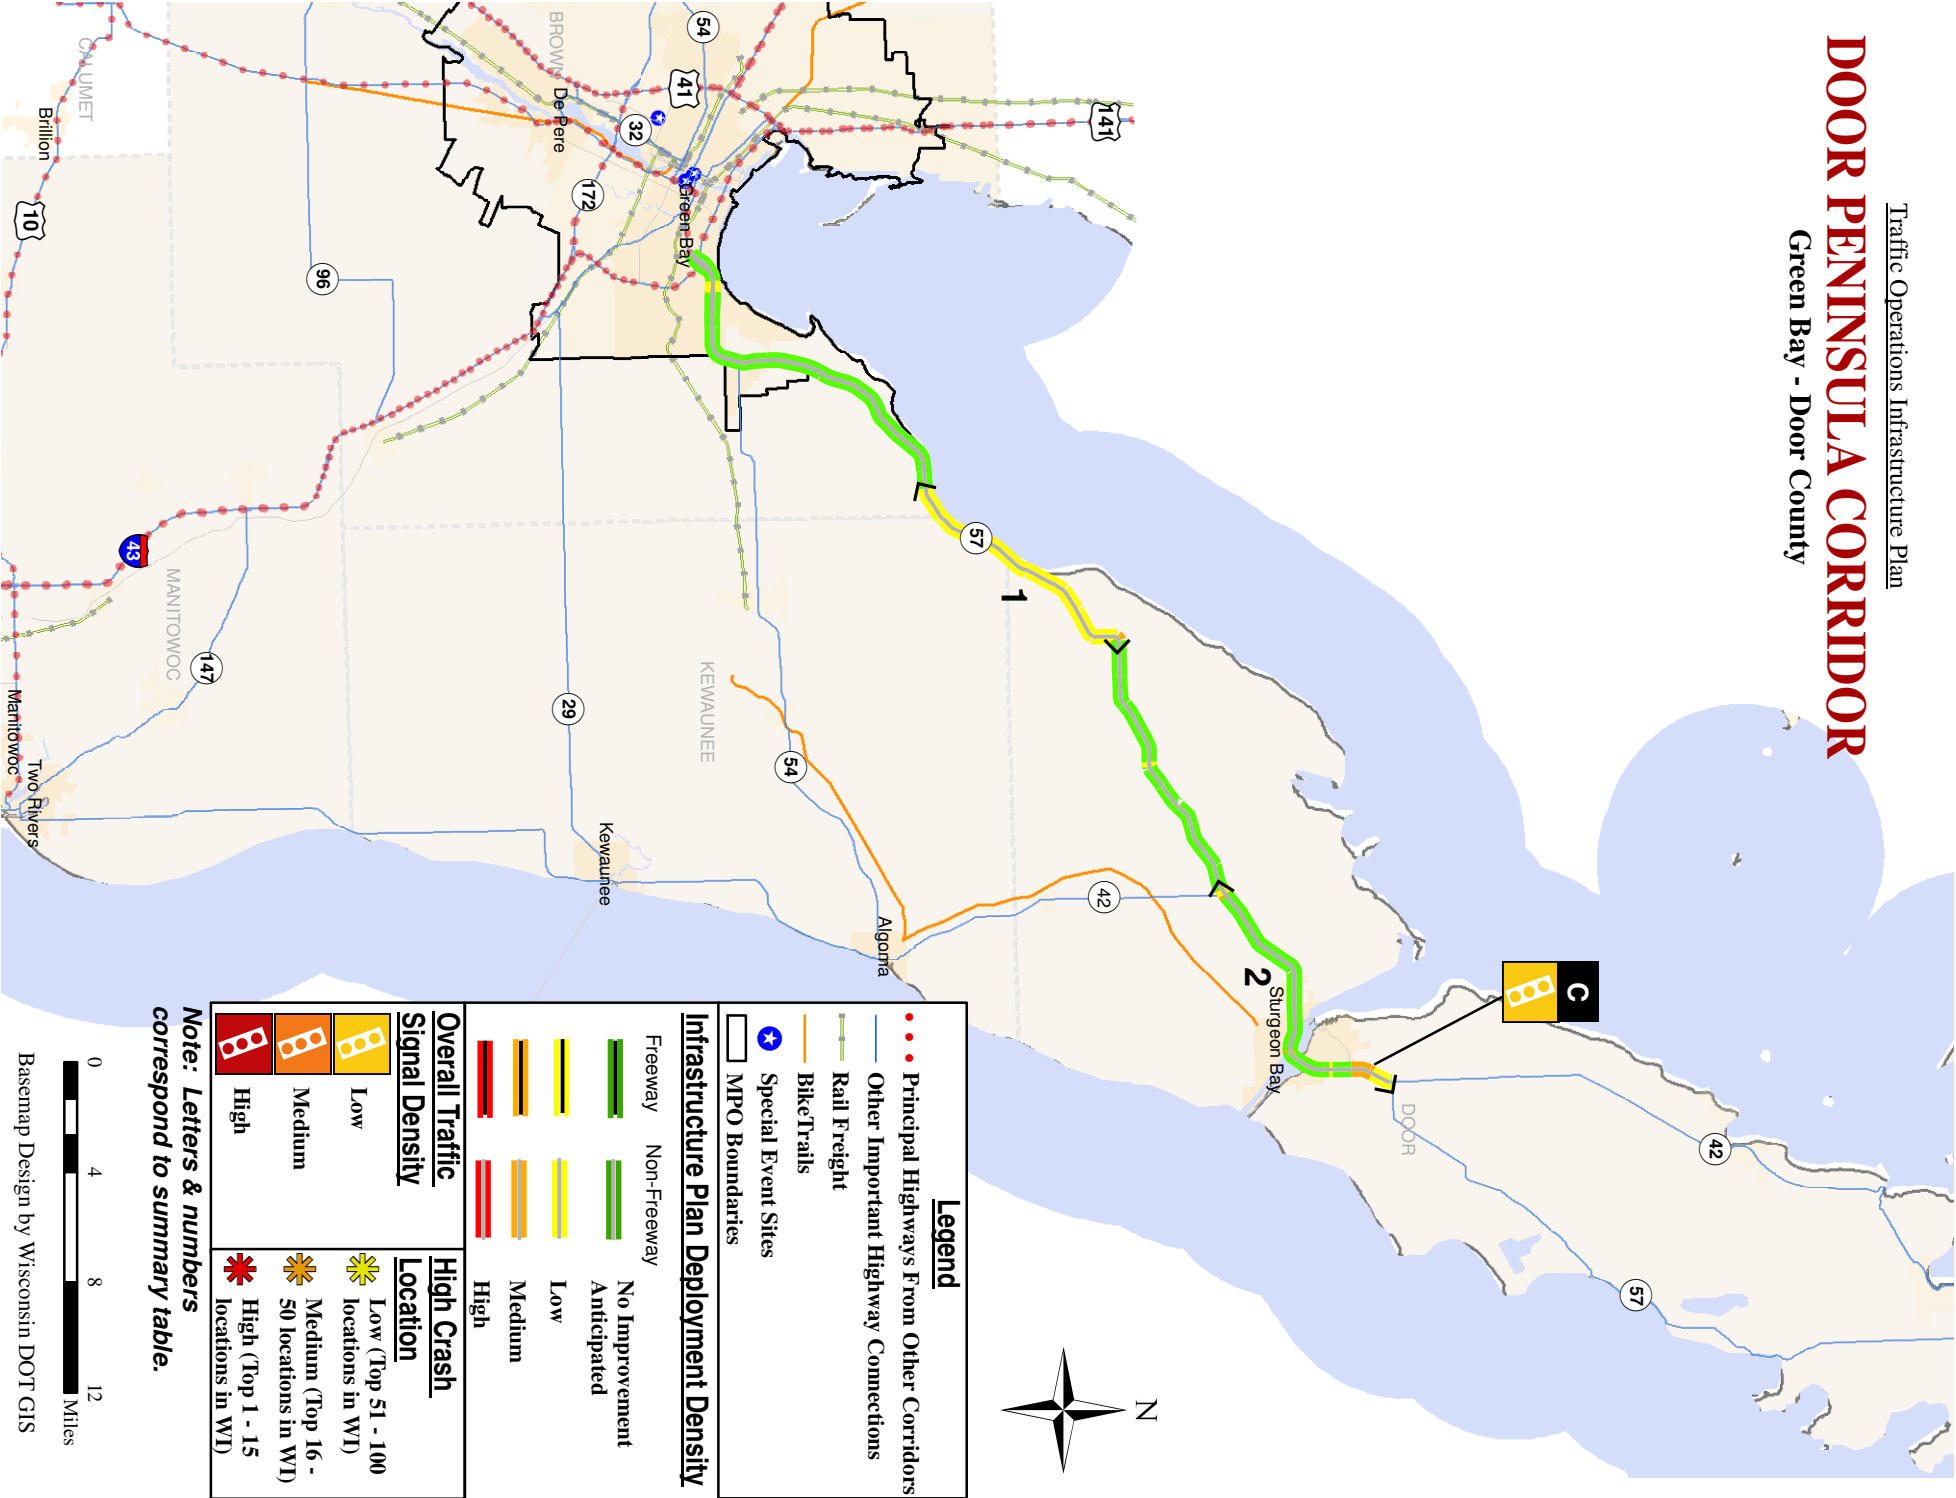 Traffic Operations Infrastructure Plan
DOOR PENINSULA CORRIDOR
Green Bay - Door County
141
54
41
BROWN
De Pere
32
172
Green Bay
CALUMET
Brillion
10
96
43
MANITOWOC
147
Manitowoc
Two Rivers
29
Kewaunee
KEWAUNEE
54
Algoma
57
1
42
2
Sturgeon Bay
C
DOOR
42
57
N
Legend
Principal Highways From Other Corridors
Other Important Highway Connections
Rail Freight
BikeTrails
Special Event Sites
MPO Boundaries
Infrastructure Plan Deployment Density
Freeway Non-Freeway
No Improvement
Anticipated
Low
Medium
High
Overall Traffic
Signal Density
Low
Medium
High
High Crash
Location
Low (Top 51 - 100
locations in WI)
Medium (Top 16 -
50 locations in WI)
High (Top 1 - 15
locations in WI)
Note: Letters & numbers
correspond to summary table.
0 4 8 12
Miles
Basemap Design by Wisconsin DOT GIS